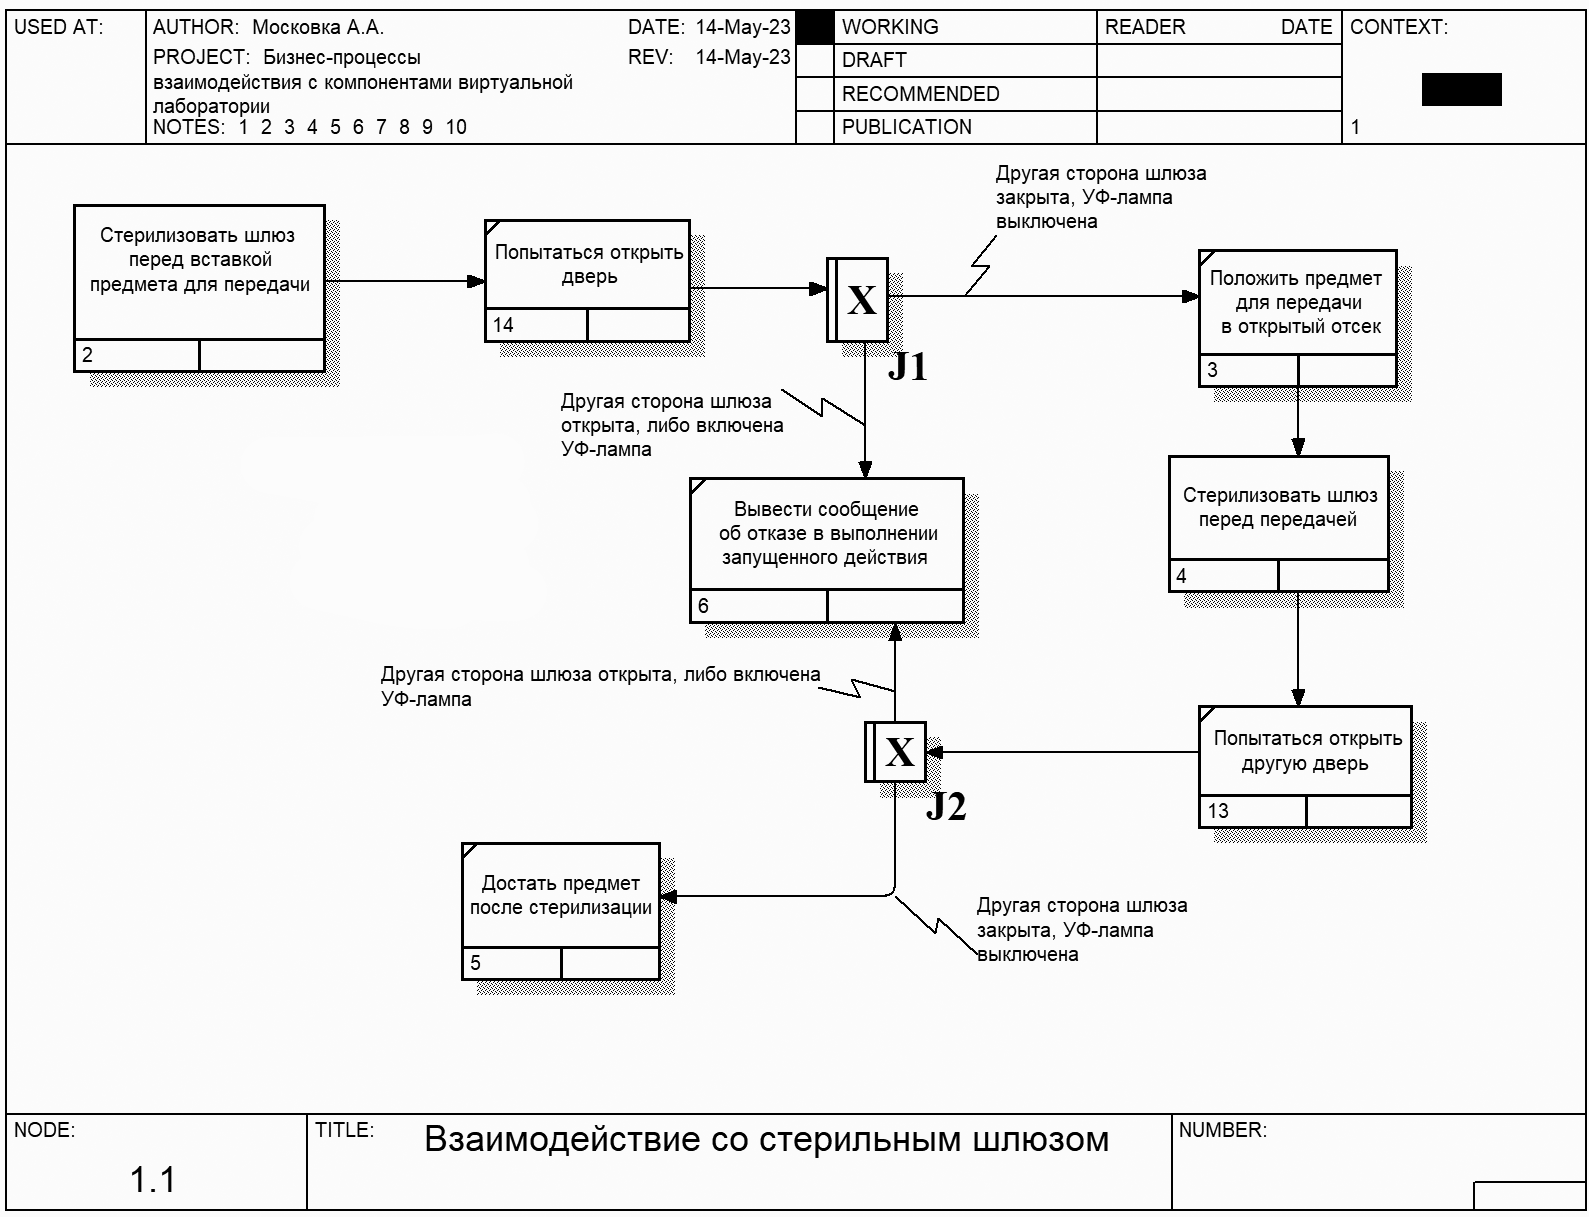 USED AT:
AUTHOR: Московка А.А.
DATE: 14-May-23
PROJECT: Бизнес-процессы
REV: 14-May-23
взаимодействия с компонентами виртуальной
лаборатории
NOTES: 1 2 3 4 5 6 7 8 9 10
WORKING
DRAFT
RECOMMENDED
PUBLICATION
READER DATE
CONTEXT:
1
Другая сторона шлюза
закрыта, УФ-лампа
выключена
Стерилизовать шлюз
перед вставкой
предмета для передачи
2
Попытаться открыть
дверь
14
X
J1
Положить предмет
для передачи
в открытый отсек
3
Другая сторона шлюза
открыта, либо включена
УФ-лампа
Вывести сообщение
об отказе в выполнении
запущенного действия
6
Стерилизовать шлюз
перед передачей
4
Другая сторона шлюза открыта, либо включена
УФ-лампа
X
J2
Попытаться открыть
другую дверь
13
Достать предмет
после стерилизации
5
Другая сторона шлюза
закрыта, УФ-лампа
выключена
NODE:
1.1
TITLE:
Взаимодействие со стерильным шлюзом
NUMBER: